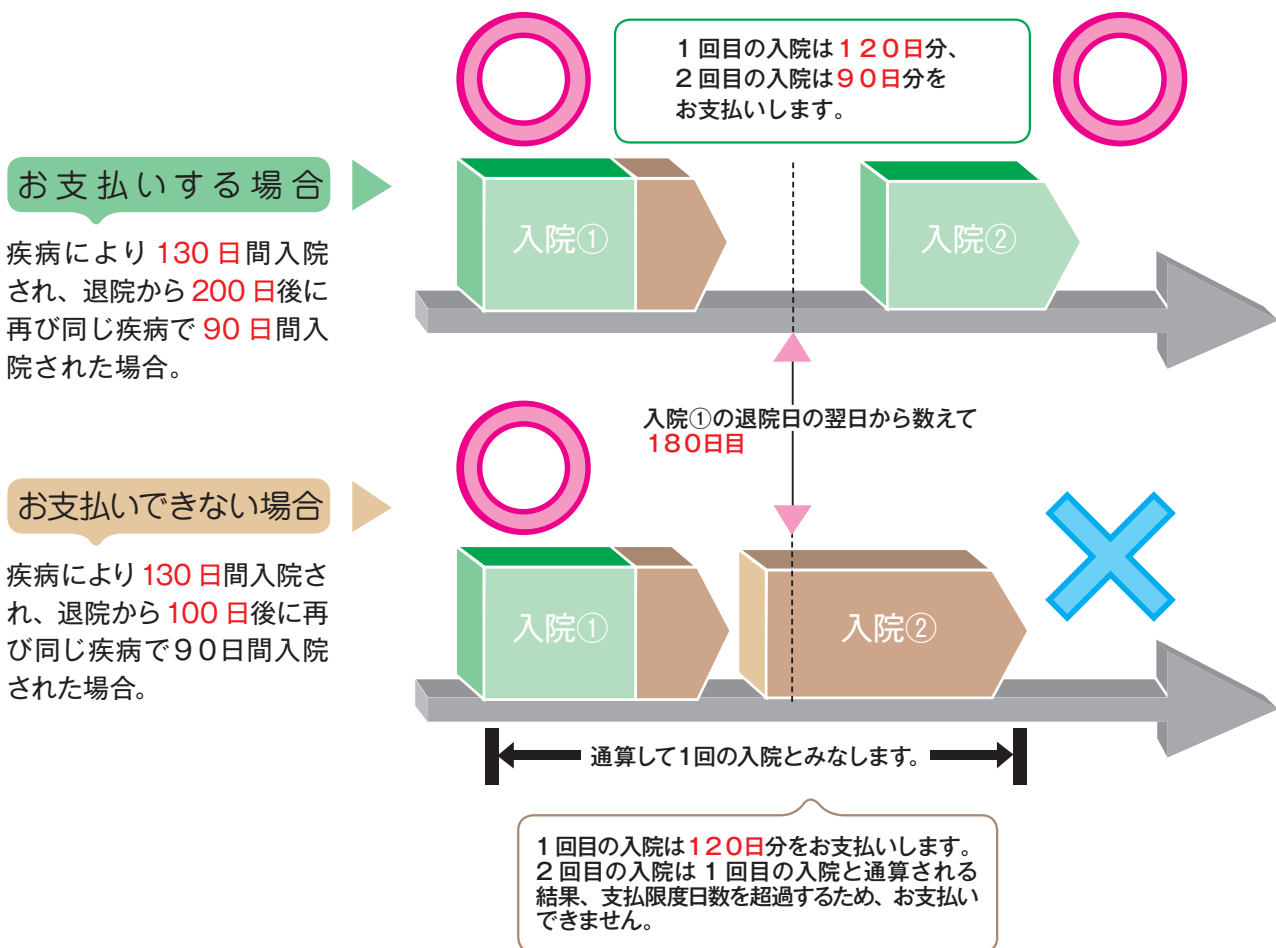 1回目の入院は120日分、
2回目の入院は90日分を
お支払いします。
お支払いする場合
疾病により130日間入院
され、退院から200日後に
再び同じ疾病で90日間入
院された場合。
入院①
入院②
入院①の退院日の翌日から数えて
180日目
お支払いできない場合
疾病により130日間入院さ
れ、退院から100日後に再
び同じ疾病で90日間入院
された場合。
入院①
入院②
通算して1回の入院とみなします。
1回目の入院は120日分をお支払いします。
2回目の入院は1回目の入院と通算される
結果、支払限度日数を超過するため、お支払い
できません。